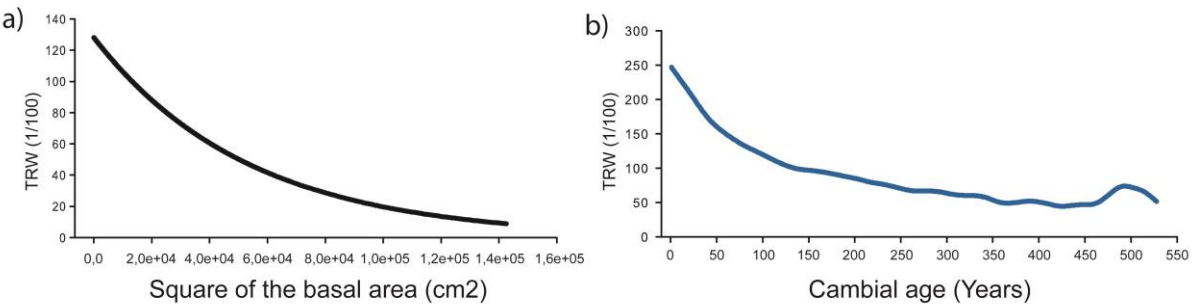 a)
TRW (1/100)
140
120
100
80
60
40
20
0
0,0 2,0e+04 4,0e+04 6,0e+04 8,0e+04 1,0e+05 1,2e+05 1,4e+05 1,6e+05
Square of the basal area (cm2)
b)
TRW (1/100)
300
250
200
150
100
50
0
0 50 100 150 200 250 300 350 400 450 500 550
Cambial age (Years)